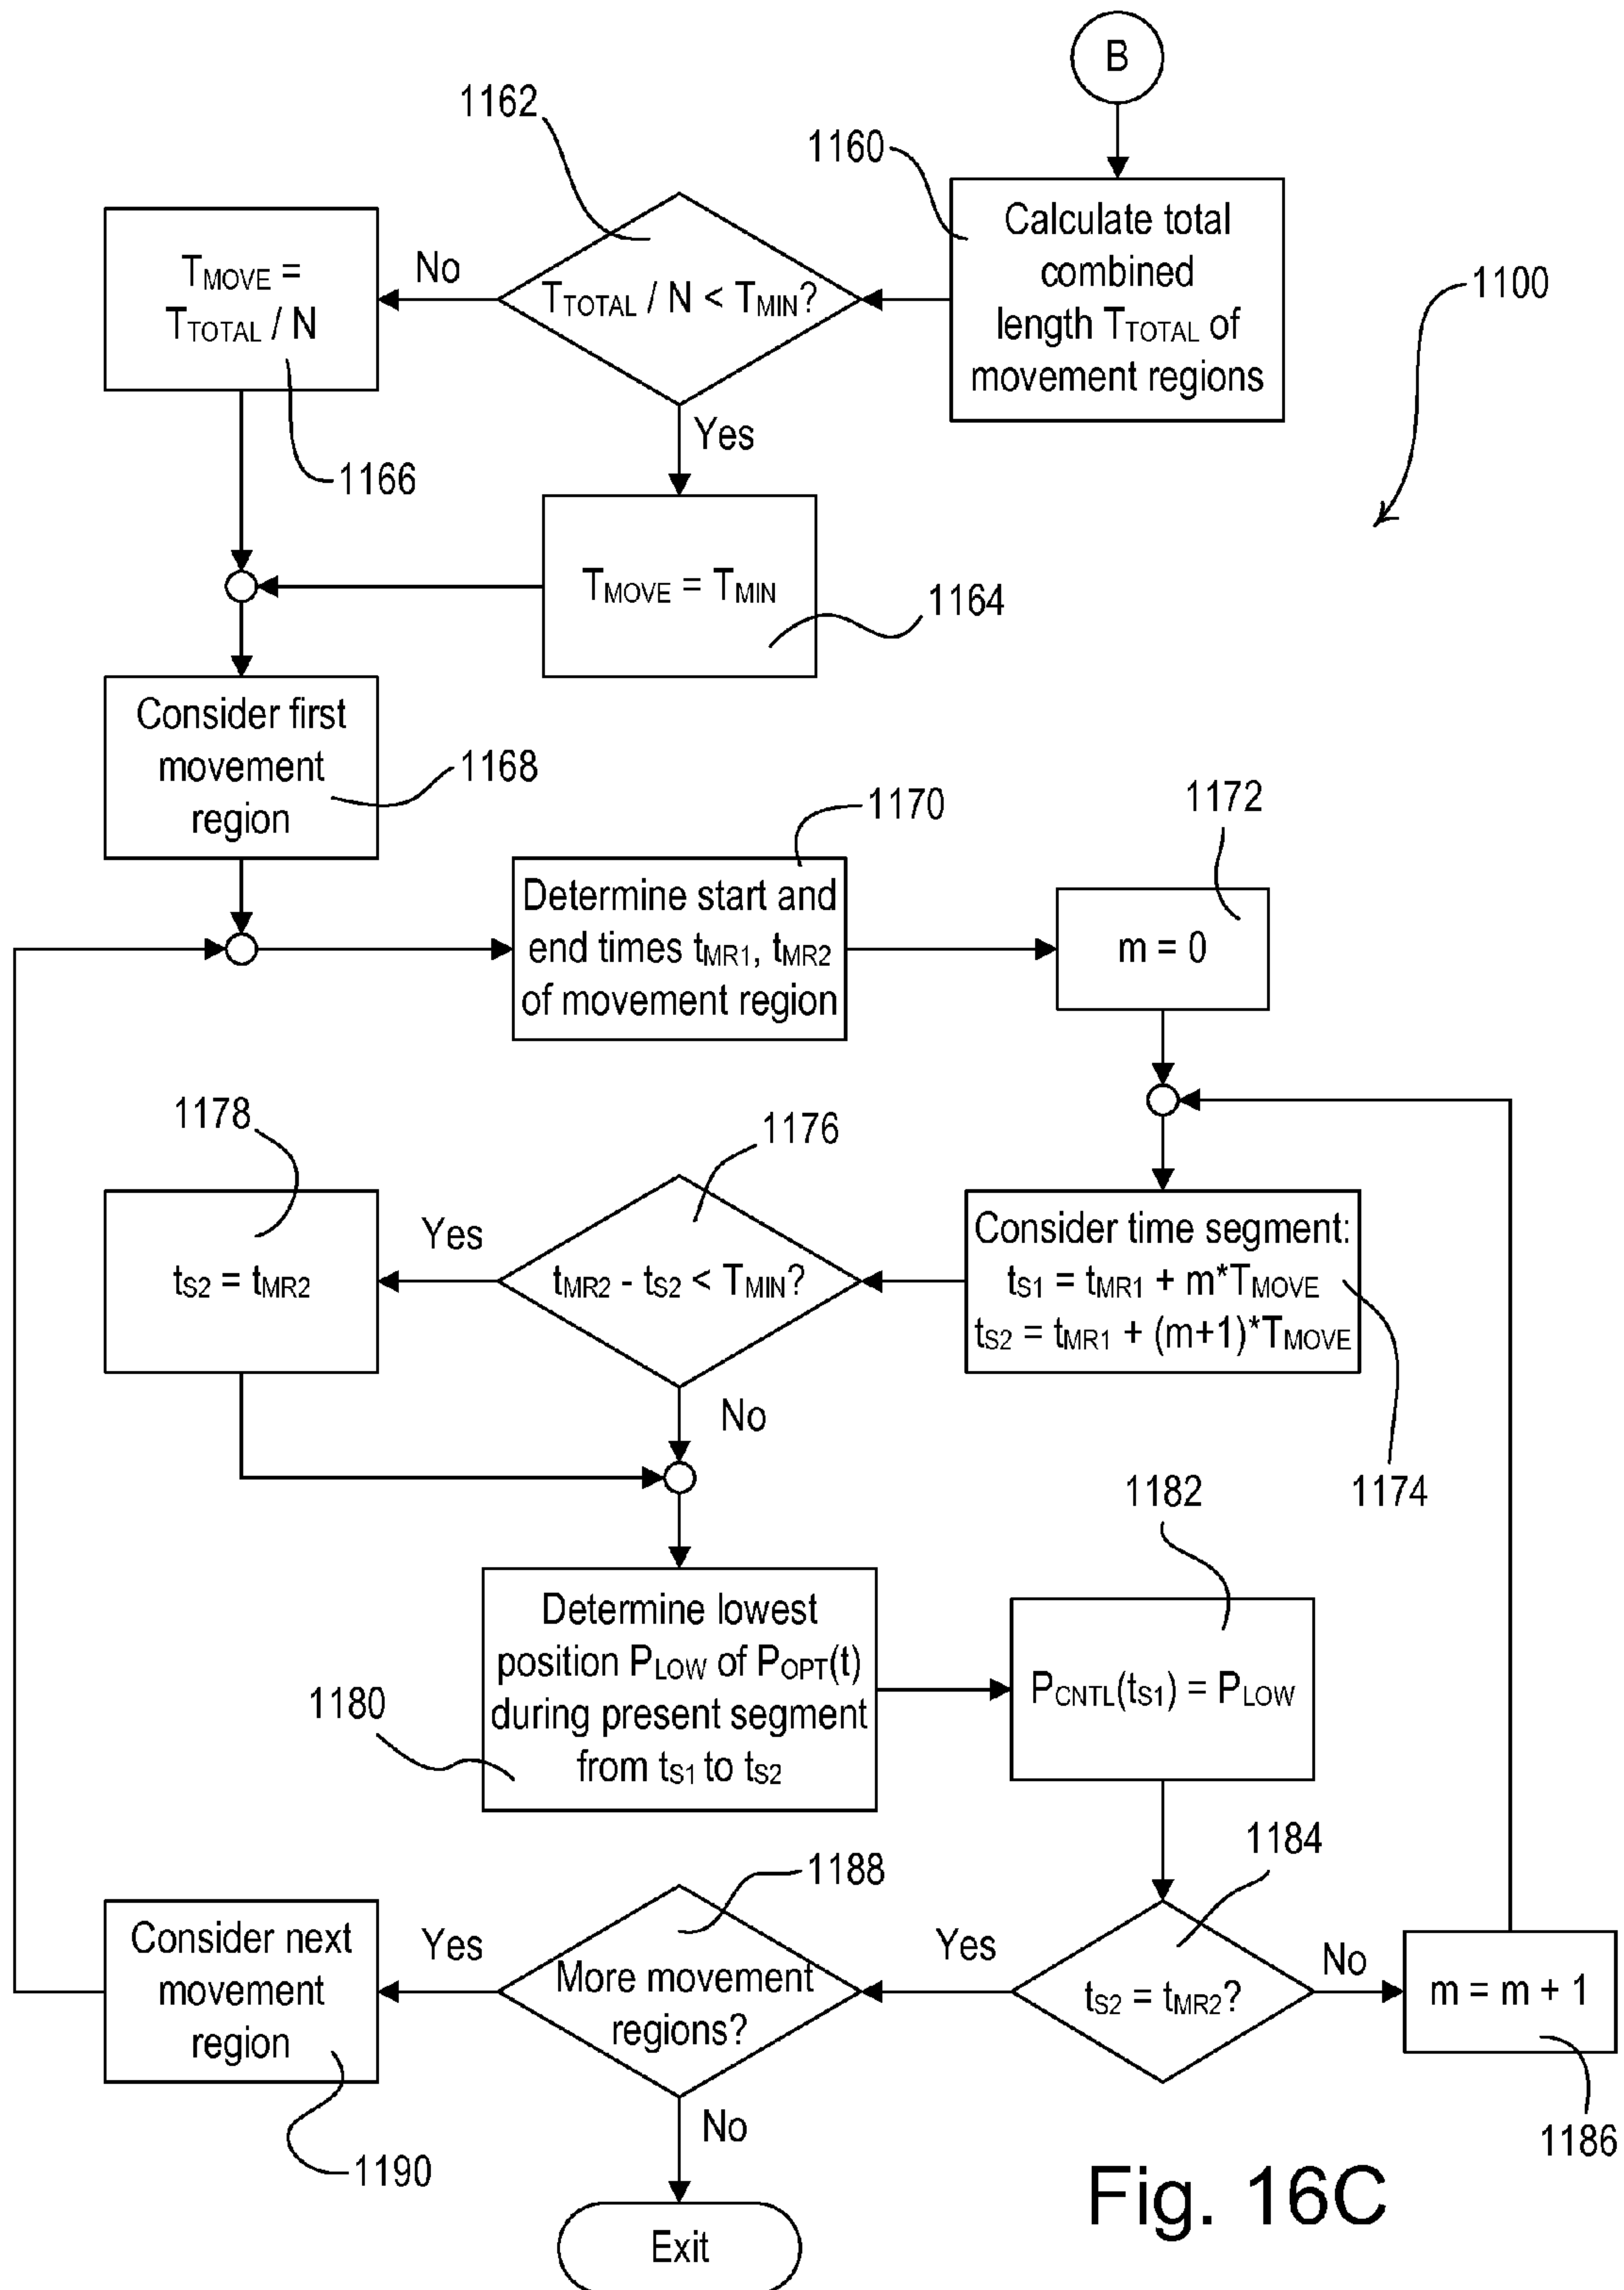 B
1162
1160
Calculate total
combined
length TTOTAL of
movement regions
1100
TMOVE =
TTOTAL / N
No
TTOTAL / N < TMIN?
Yes
1166
TMOVE = TMIN
1164
Consider first
movement
region
1168
1170
1172
Determine start and
end times tMR1, tMR2
of movement region
m = 0
1178
1176
Yes
tS2 = tMR2
tMR2 - tS2 < TMIN?
Consider time segment:
tS1 = tMR1 + m*TMOVE
tS2 = tMR1 + (m+1)*TMOVE
No
1174
1182
Determine lowest
position PLOW of POPT(t)
during present segment
from tS1 to tS2
1180
PCNTL(tS1) = PLOW
1184
1188
Consider next
movement
region
Yes
More movement
regions?
Yes
tS2 = tMR2?
No
m = m + 1
1186
1190
No
Exit
Fig. 16C